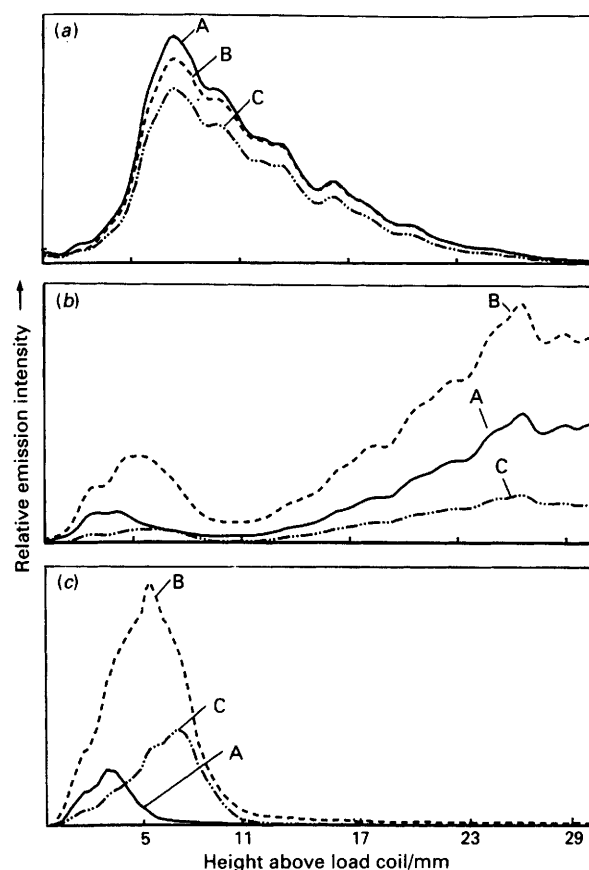 (a)
A
B
C
(b)
B
A
C
(c)
B
C
A
Relative emission intensity
5 11 17 23 29
Height above load coil/mm